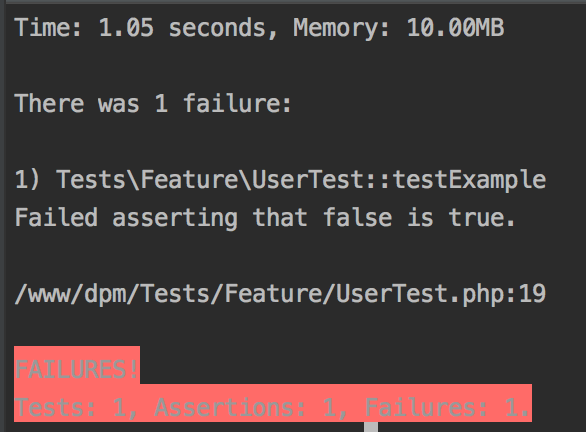 Time: 1.05 seconds, Memory: 10.00MB
There was 1 failure:
1) Tests\Feature\UserTest::testExample
Failed asserting that false is true.
/www/dpm/Tests/Feature/UserTest.php:19
FAILURES!
Tests: 1, Assertions: 1, Failures: 1.